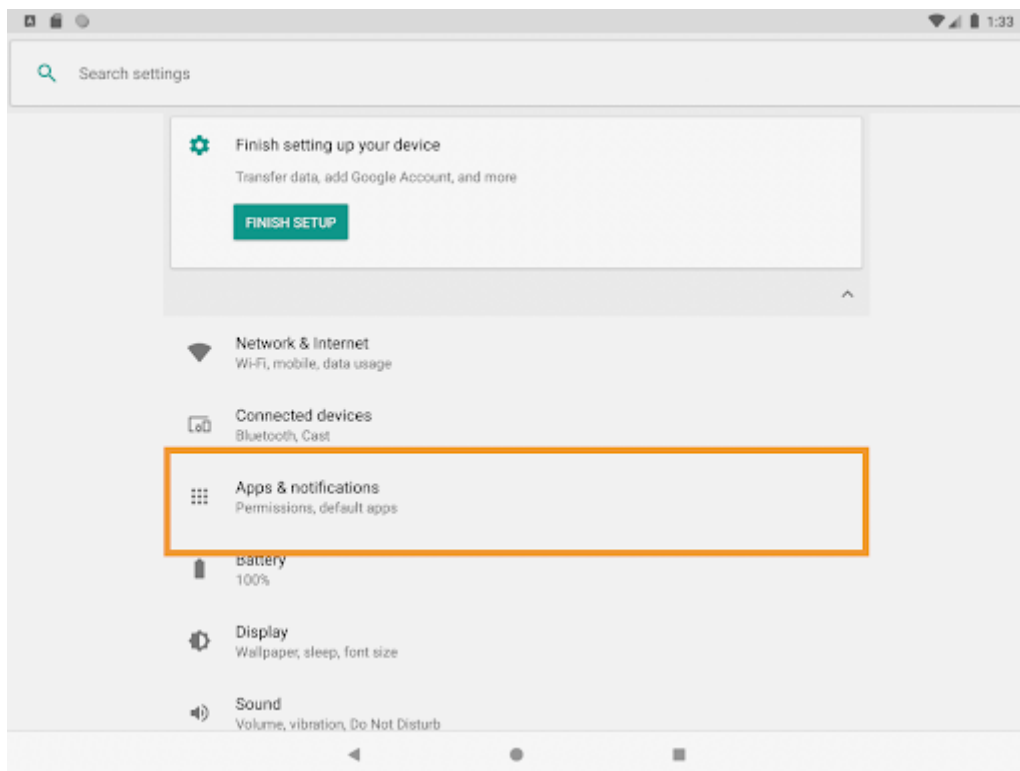 1:33
Search settings
Finish setting up your device
Transfer data, add Google Account, and more
FINISH SETUP
Network & Internet
Wi-Fi, mobile, data usage
Connected devices
Bluetooth, Cast
Apps & notifications
Permissions, default apps
Battery
100%
Display
Wallpaper, sleep, font size
Sound
Volume, vibration, Do Not Disturb